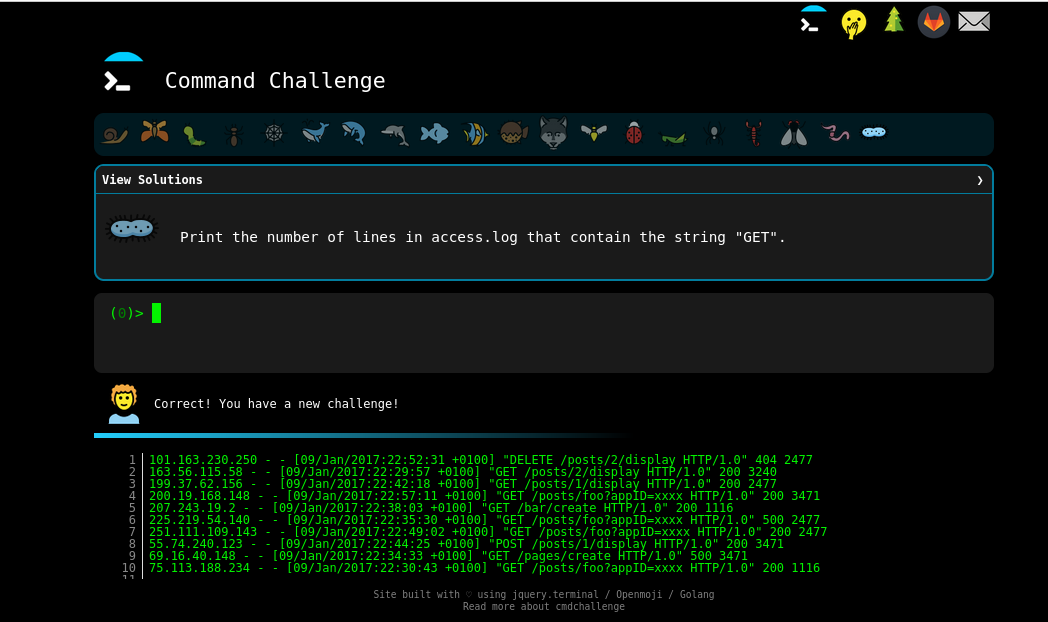 Command Challenge
View Solutions ❯
Print the number of lines in access.log that contain the string "GET".
(0)>
Correct! You have a new challenge!
1 101.163.230.250 - - [09/Jan/2017:22:52:31 +0100] "DELETE /posts/2/display HTTP/1.0" 404 2477
2 163.56.115.58 - - [09/Jan/2017:22:29:57 +0100] "GET /posts/2/display HTTP/1.0" 200 3240
3 199.37.62.156 - - [09/Jan/2017:22:42:18 +0100] "GET /posts/1/display HTTP/1.0" 200 2477
4 200.19.168.148 - - [09/Jan/2017:22:57:11 +0100] "GET /posts/foo?appID=xxxx HTTP/1.0" 200 3471
5 207.243.19.2 - - [09/Jan/2017:22:38:03 +0100] "GET /bar/create HTTP/1.0" 200 1116
6 225.219.54.140 - - [09/Jan/2017:22:35:30 +0100] "GET /posts/foo?appID=xxxx HTTP/1.0" 500 2477
7 251.111.109.143 - - [09/Jan/2017:22:49:02 +0100] "GET /posts/foo?appID=xxxx HTTP/1.0" 200 2477
8 55.74.240.123 - - [09/Jan/2017:22:44:25 +0100] "POST /posts/1/display HTTP/1.0" 200 3471
9 69.16.40.148 - - [09/Jan/2017:22:34:33 +0100] "GET /pages/create HTTP/1.0" 500 3471
10 75.113.188.234 - - [09/Jan/2017:22:30:43 +0100] "GET /posts/foo?appID=xxxx HTTP/1.0" 200 1116
11
Site built with ♡ using jquery.terminal / Openmoji / Golang
Read more about cmdchallenge